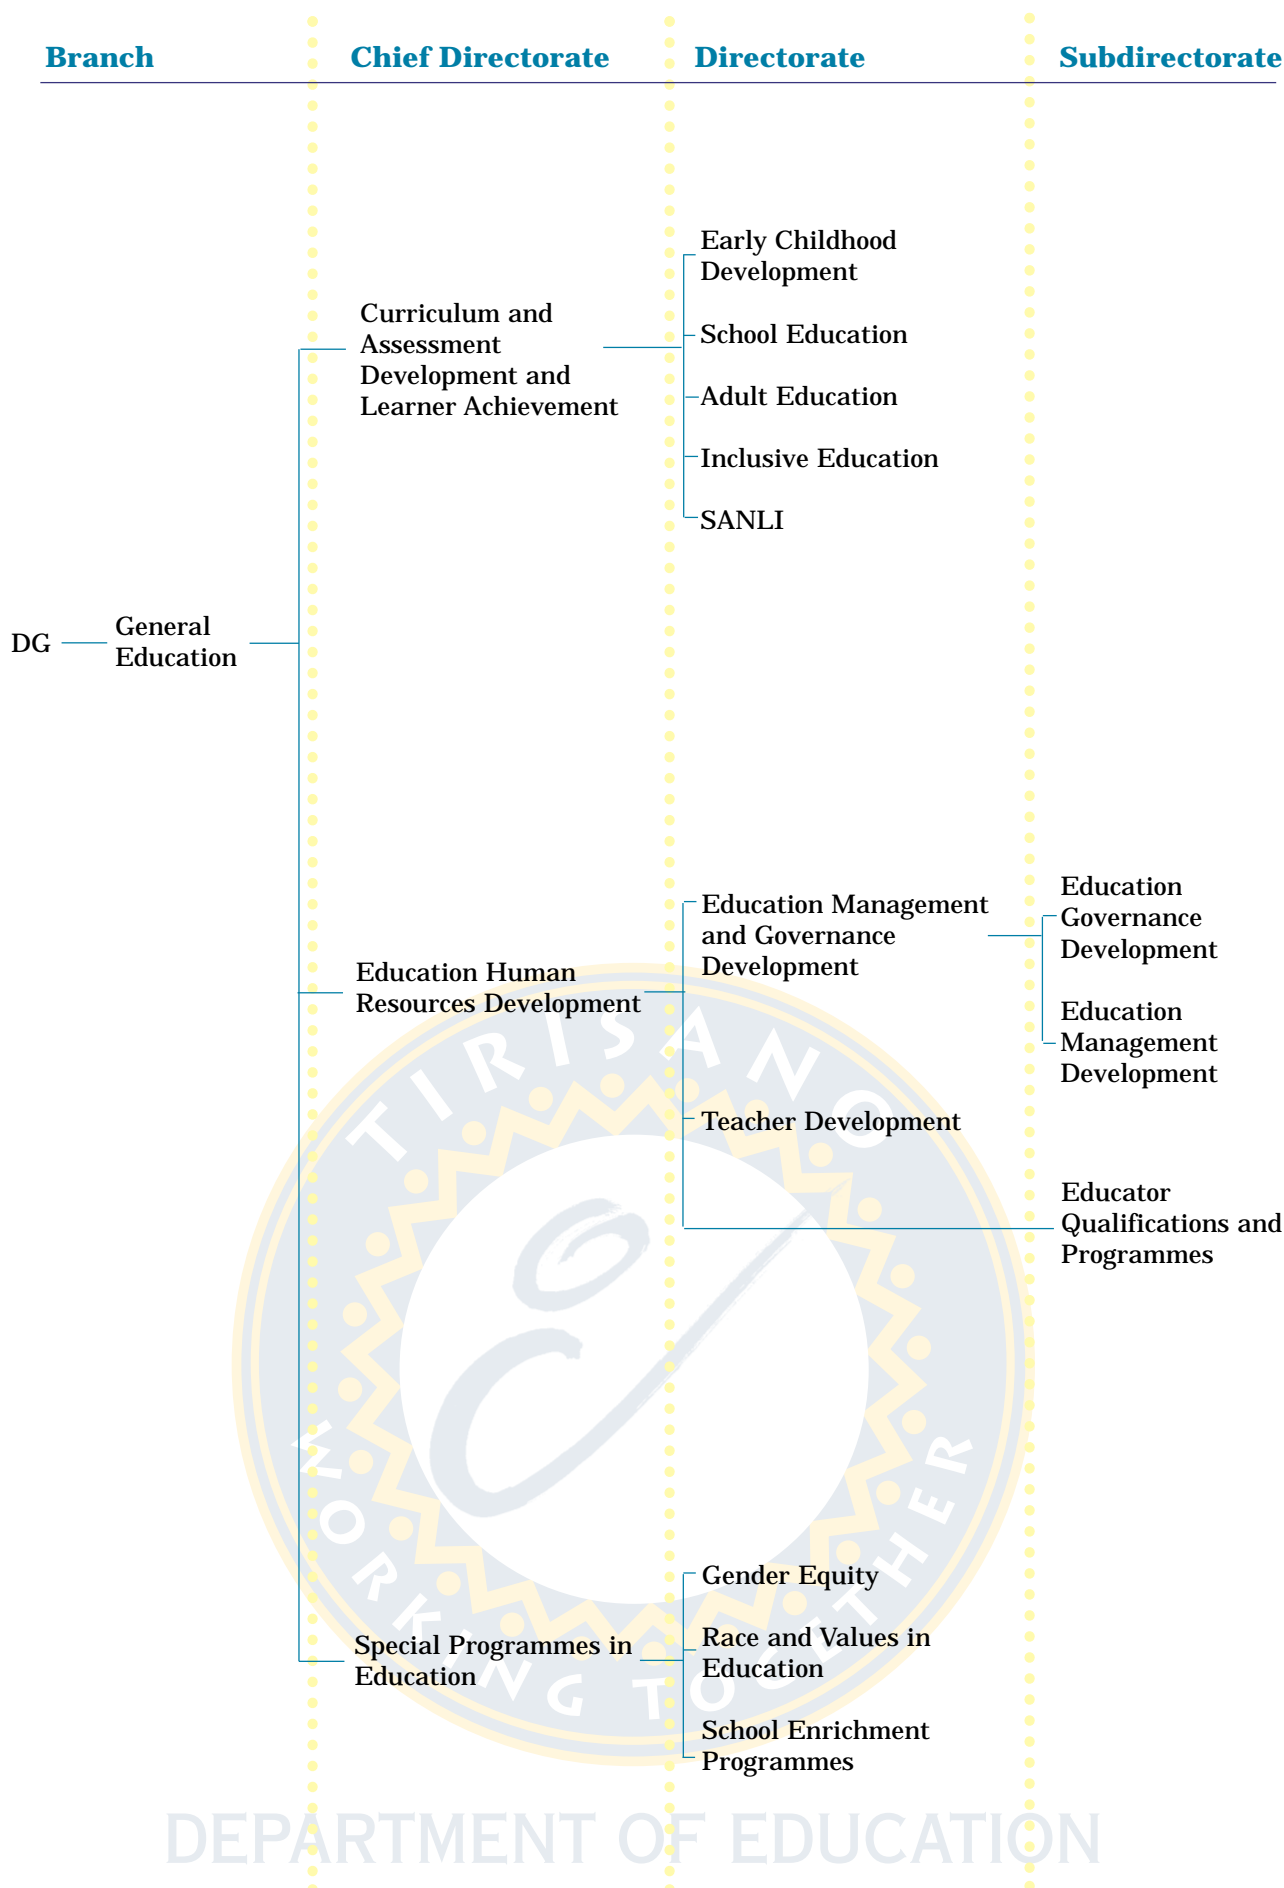 Branch
Chief Directorate
Directorate
Subdirectorate
DG
General
Education
Curriculum and
Assessment
Development and
Learner Achievement
Early Childhood
Development
School Education
Adult Education
Inclusive Education
SANLI
Education Human
Resources Development
Education Management
and Governance
Development
Education
Governance
Development
Education
Management
Development
Teacher Development
Educator
Qualifications and
Programmes
Special Programmes in
Education
Gender Equity
Race and Values in
Education
School Enrichment
Programmes
TIRISANO
WORKING TOGETHER
DEPARTMENT OF EDUCATION